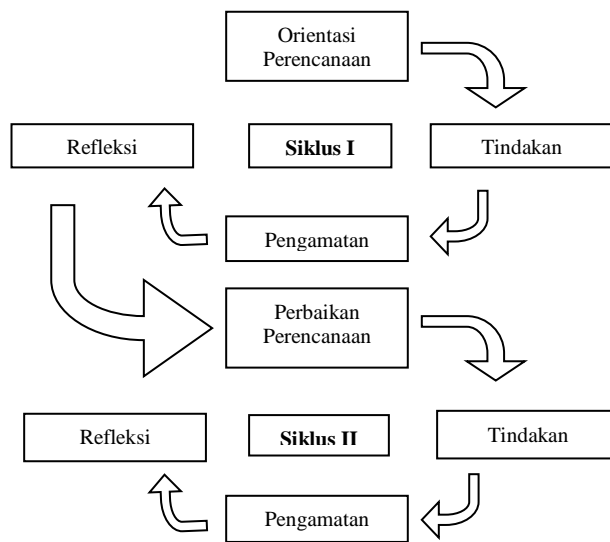 Orientasi
Perencanaan
Refleksi
Siklus I
Tindakan
Pengamatan
Perbaikan
Perencanaan
Refleksi
Siklus II
Tindakan
Pengamatan